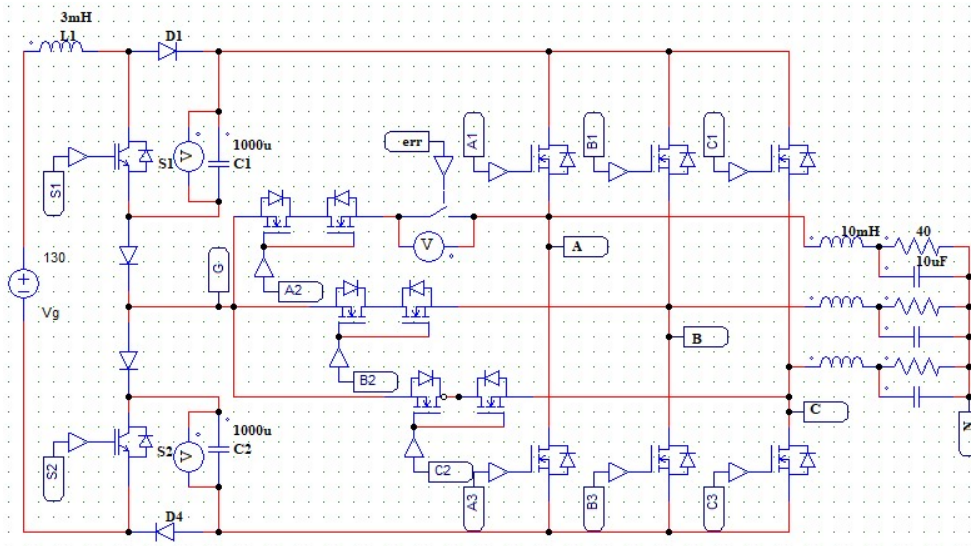 3mH
L1
D1
A1
B1
C1
err
1000u
C1
S1
V
S1
V
10mH
40
10uF
A
G
130
Vg
A2
B
B2
C
N
1000u
C2
S2
V
S2
C2
A3
B3
C3
D4